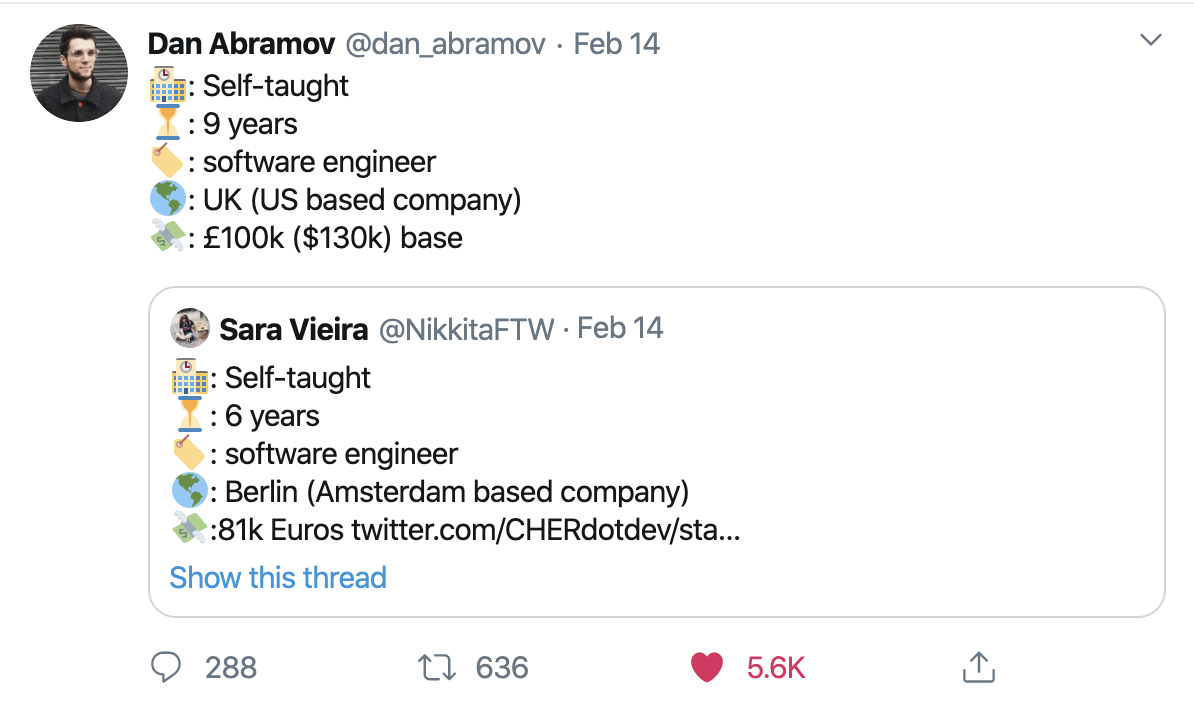 Dan Abramov @dan_abramov · Feb 14
🏫: Self-taught
⏳: 9 years
🏷️: software engineer
🌎: UK (US based company)
💸: £100k ($130k) base
Sara Vieira @NikkitaFTW · Feb 14
🏫: Self-taught
⏳: 6 years
🏷️: software engineer
🌎: Berlin (Amsterdam based company)
💸:81k Euros twitter.com/CHERdotdev/sta...
Show this thread
288 636 5.6K